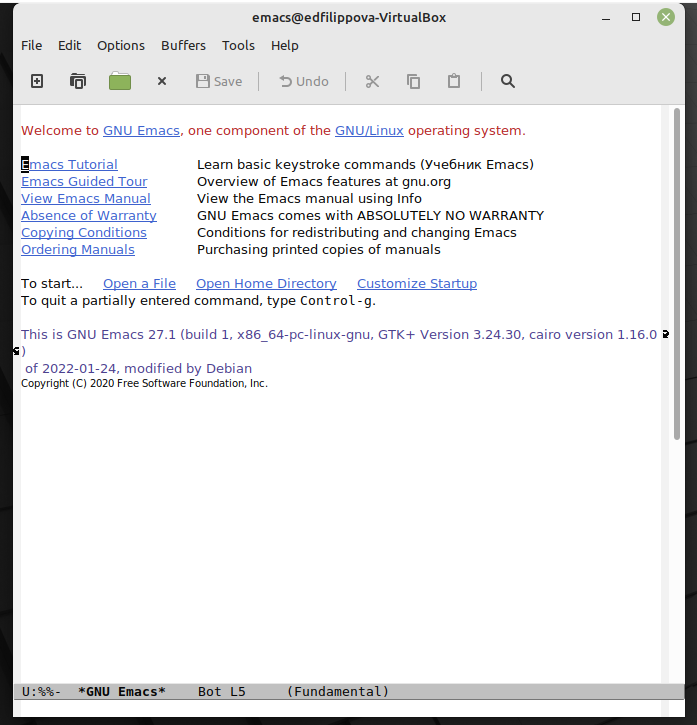 emacs@edfilippova-VirtualBox
File Edit Options Buffers Tools Help
Save Undo
Welcome to GNU Emacs, one component of the GNU/Linux operating system.
Emacs Tutorial Learn basic keystroke commands (Учебник Emacs)
Emacs Guided Tour Overview of Emacs features at gnu.org
View Emacs Manual View the Emacs manual using Info
Absence of Warranty GNU Emacs comes with ABSOLUTELY NO WARRANTY
Copying Conditions Conditions for redistributing and changing Emacs
Ordering Manuals Purchasing printed copies of manuals
To start... Open a File Open Home Directory Customize Startup
To quit a partially entered command, type Control-g.
This is GNU Emacs 27.1 (build 1, x86_64-pc-linux-gnu, GTK+ Version 3.24.30, cairo version 1.16.0
)
of 2022-01-24, modified by Debian
Copyright (C) 2020 Free Software Foundation, Inc.
U:%%- *GNU Emacs* Bot L5 (Fundamental)